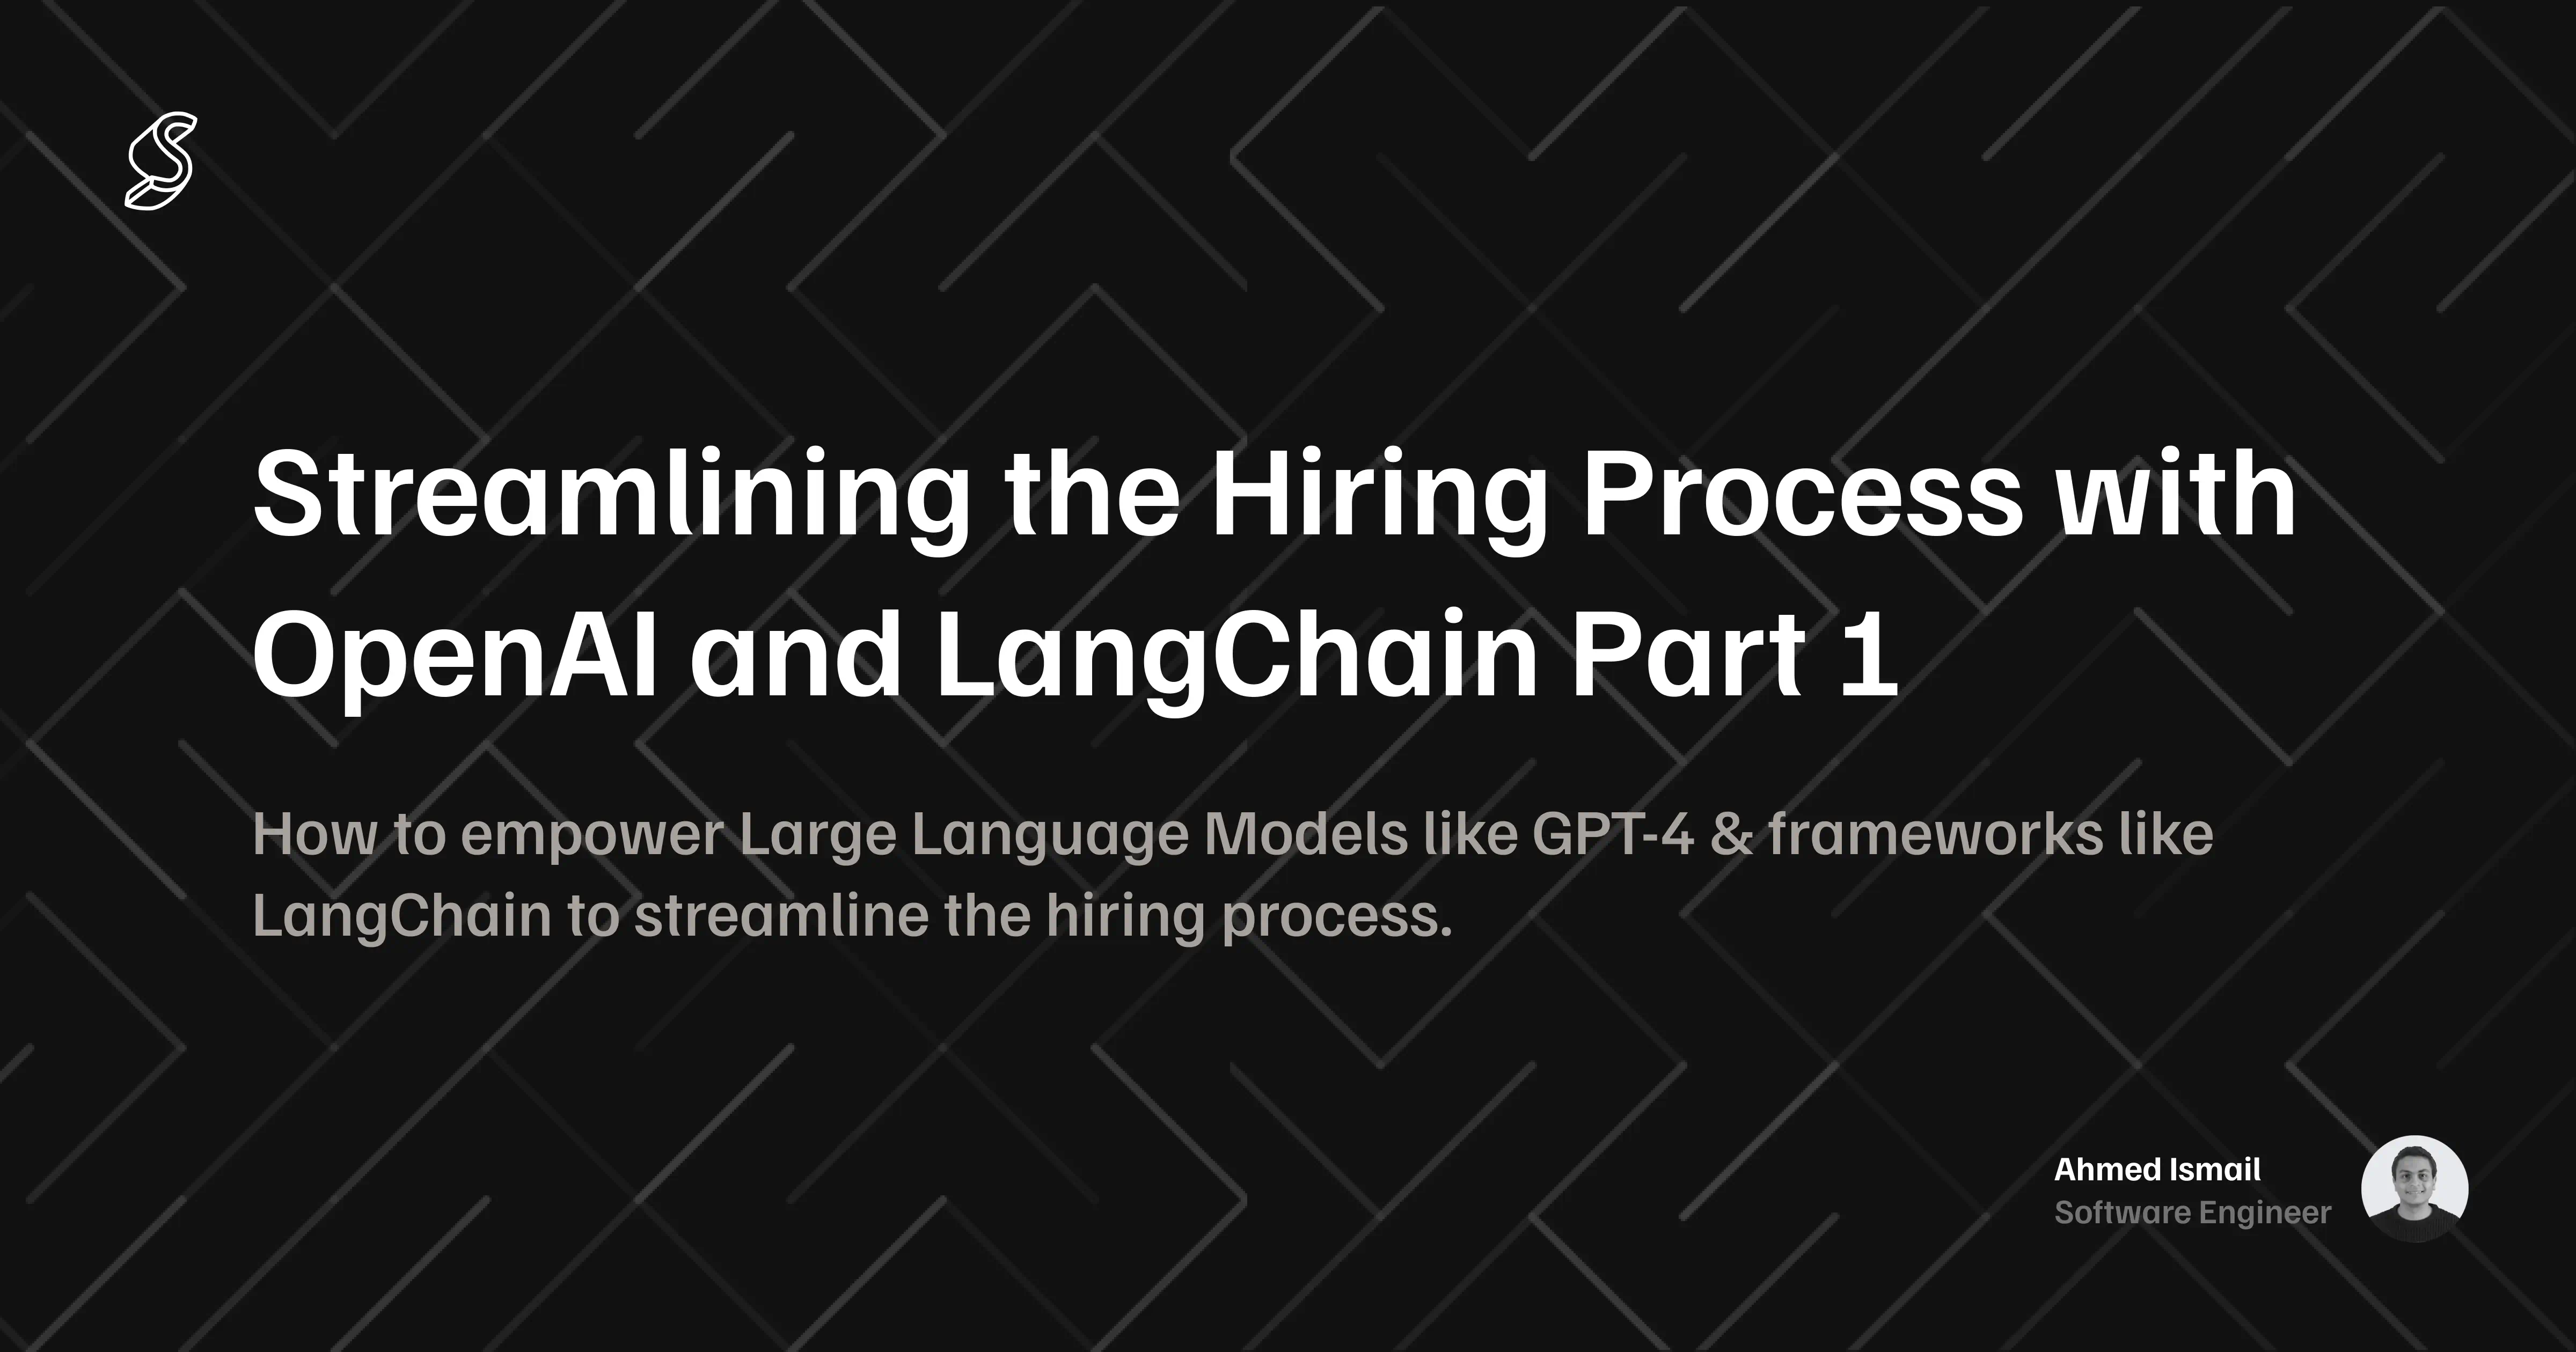 Streamlining the Hiring Process with
OpenAI and LangChain Part 1
How to empower Large Language Models like GPT-4 & frameworks like
LangChain to streamline the hiring process.
Ahmed Ismail
Software Engineer